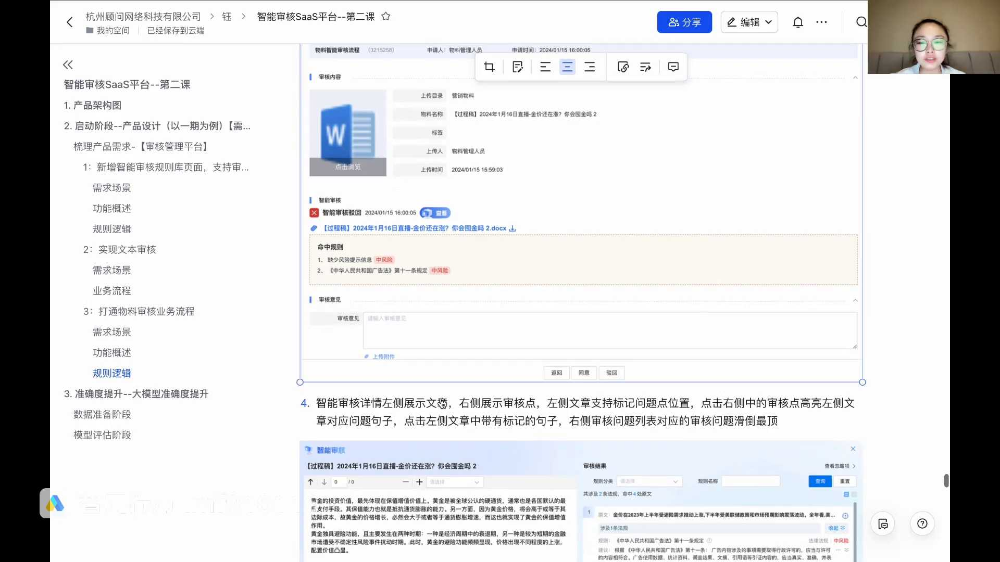 杭州顾问网络科技有限公司 > 钰 > 智能审核SaaS平台--第二课
我的空间 已经保存到云端
分享
编辑
智能审核SaaS平台--第二课
1. 产品架构图
2. 启动阶段--产品设计（以一期为例）【需...
梳理产品需求-【审核管理平台】
1：新增智能审核规则库页面，支持审...
需求场景
功能概述
规则逻辑
2：实现文本审核
需求场景
业务流程
3：打通物料审核业务流程
需求场景
功能概述
规则逻辑
3. 准确度提升--大模型准确度提升
数据准备阶段
模型评估阶段
物料智能审核流程 （3215258） 申请人：物料管理人员 申请时间：2024/01/15 16:00:05
审核内容
点击浏览
上传目录 营销物料
物料名称 【过程稿】2024年1月16日直播-金价还在涨？你会囤金吗 2
标签
上传人 物料管理人员
上传时间 2024/01/15 15:59:03
智能审核
智能审核驳回 2024/01/15 16:00:05 查看
【过程稿】2024年1月16日直播-金价还在涨？你会囤金吗 2.docx
命中规则
1、 缺少风险提示信息 中风险
2、 《中华人民共和国广告法》第十一条规定 中风险
审核意见
审核意见 请输入审核意见
上传附件
返回 同意 驳回
4. 智能审核详情左侧展示文章，右侧展示审核点，左侧文章支持标记问题点位置，点击右侧中的审核点高亮左侧文
章对应问题句子，点击左侧文章中带有标记的句子，右侧审核问题列表对应的审核问题滑倒最顶
智能审核
【过程稿】2024年1月16日直播-金价还在涨？你会囤金吗 2
0 / 0 请选择
黄金的投资价值，最先体现在保值增值价值上。黄金是被全球公认的硬通货，通常也是各国默认的最
后支付手段。其保值能力也就是抵抗通货膨胀的能力。另一方面，因为黄金价格，将会高于或等于其
边际成本，故黄金的价格增长，必然会大于或者等于通货膨胀增速，而这也就实现了黄金的保值增值
作用。
黄金独具避险功能，且主要发生在两种时期：一种是经济周期中的衰退期，另一种是较为短期的金融
市场遭受不确定性风险事件扰动时期。此时，黄金的避险功能频频显现，价格出现不同程度的上涨，
配置价值凸显。
审核结果 查看忽略项 >
规则分类 请选择 规则名称 查询 重置
共涉及 2 条法规，命中 4 处原文
1 原文：金价在2023年上半年受避险需求推动上涨,下半年受美联储政策和市场预期影响震荡波动。全年看,美...
涉及1条法规 收起
规则：《中华人民共和国广告法》第十一条规定 法律法规 中风险
建议：根据 《中华人民共和国广告法》第十一条：广告内容涉及的事项需要取得行政许可的，应当与许可
的内容相符合。广告使用数据、统计资料、调查结果、文摘、引用语等引证内容的，应当真实、准确，并表